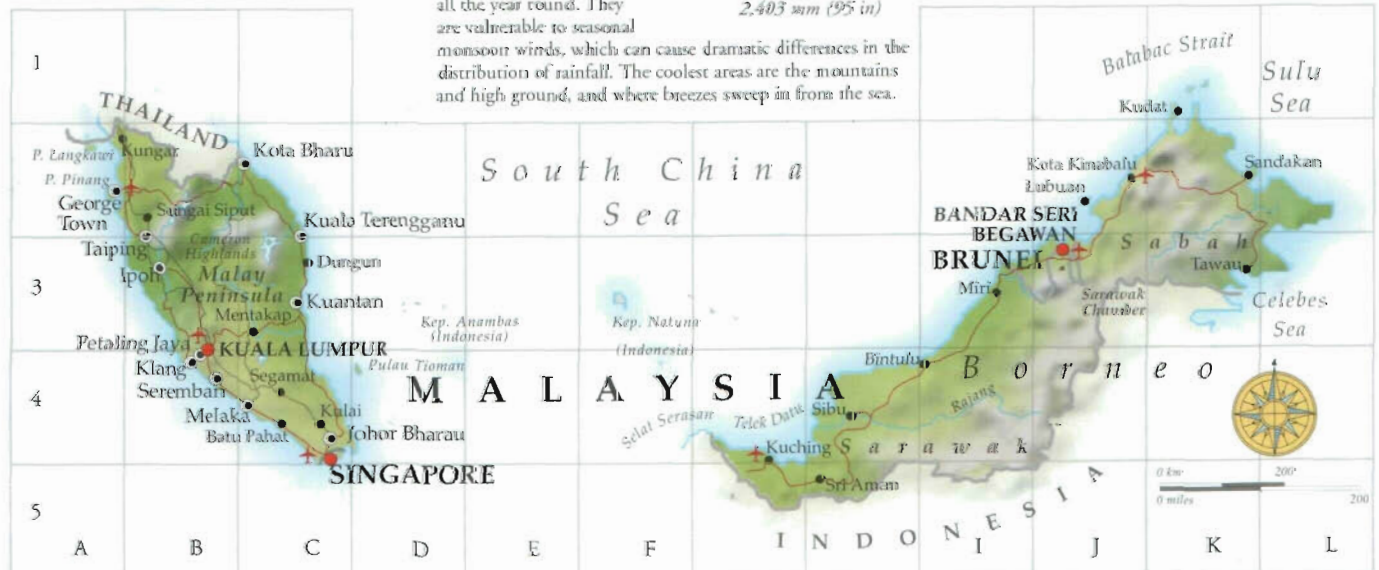 all the year round. They
are vulnerable to seasonal
monsoon winds, which can cause dramatic differences in the
distribution of rainfall. The coolest areas are the mountains
and high ground, and where breezes sweep in from the sea.
2,403 mm (95 in)
1
THAILAND
P. Langkawi
Kungar
Kota Bharu
P. Pinang
George
Town
Sungai Siput
Kuala Terengganu
Taiping
Cameron
Highlands
Ipoh
Malay
Peninsula
Dungun
3
Kuantan
Mentakap
Petaling Jaya
KUALA LUMPUR
Klang
Segamat
Seremban
4
Melaka
Kulai
Batu Pahat
Johor Bharau
SINGAPORE
5
South China
Sea
Kep. Anambas
(Indonesia)
Kep. Natuna
(Indonesia)
Pulau Tioman
MALAYSIA
Selat Serasan
Telek Datu
Sibu
Kuching
Sarawak
Sri Aman
Bintulu
Rajang
Borneo
Miri
Sarawak
Chamber
BRUNEI
BANDAR SERI
BEGAWAN
Labuan
Kota Kinabalu
Kudat
Balabac Strait
Sulu
Sea
Sandakan
Sabah
Tawau
Celebes
Sea
INDONESIA
0 km
200
0 miles
200
A B C D E F I J K L